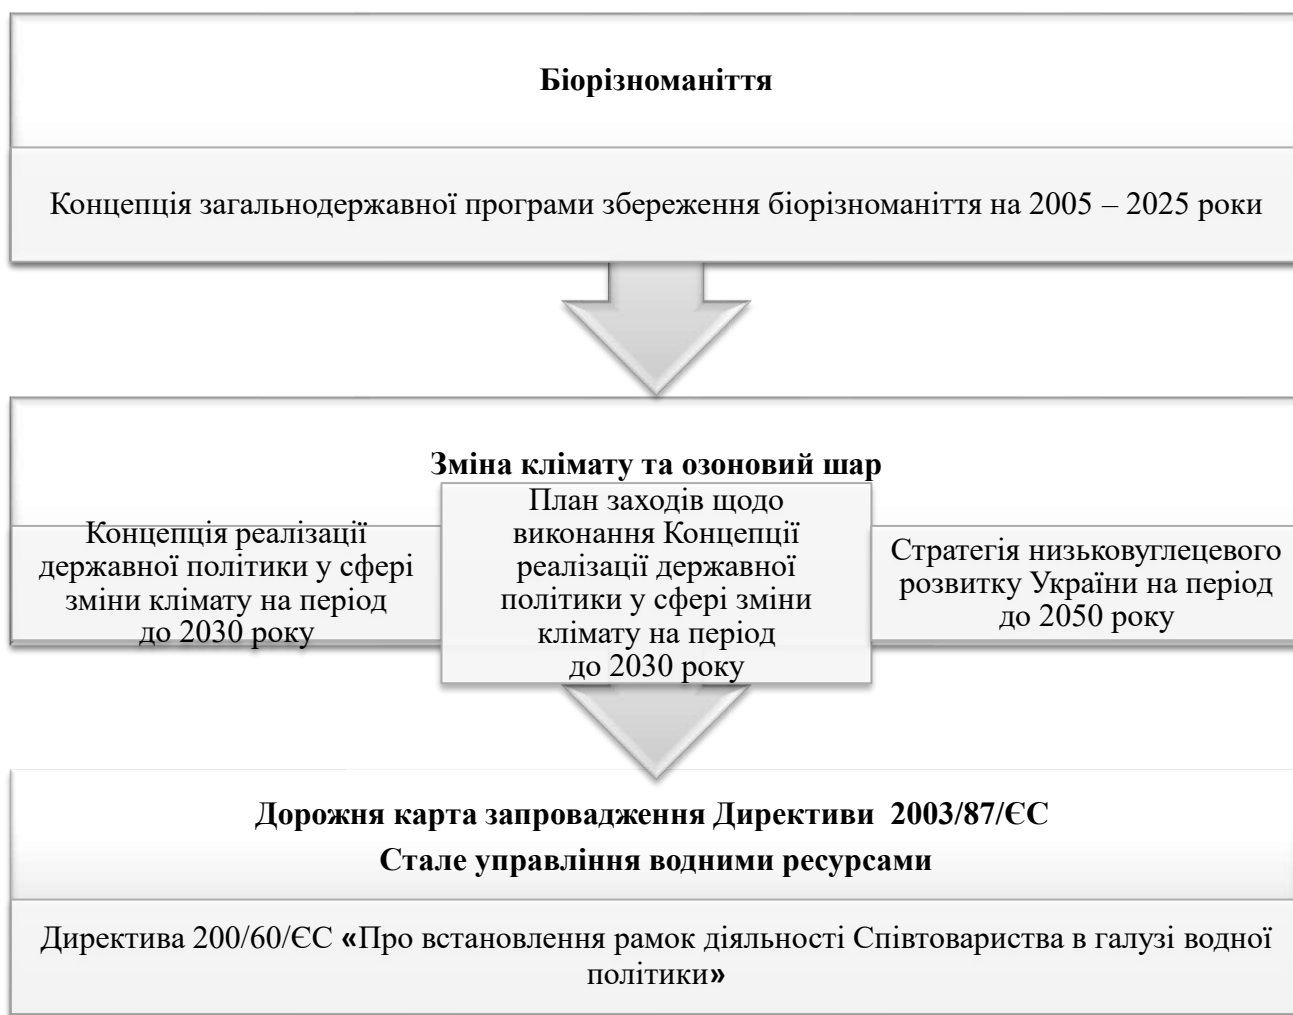 Біорізноманіття
Концепція загальнодержавної програми збереження біорізноманіття на 2005 – 2025 роки
Зміна клімату та озоновий шар
Концепція реалізації
державної політики у сфері
зміни клімату на період
до 2030 року
План заходів щодо
виконання Концепції
реалізації державної
політики у сфері зміни
клімату на період
до 2030 року
Стратегія низьковуглецевого
розвитку України на період
до 2050 року
Дорожня карта запровадження Директиви 2003/87/ЄС
Стале управління водними ресурсами
Директива 200/60/ЄС «Про встановлення рамок діяльності Співтовариства в галузі водної
політики»